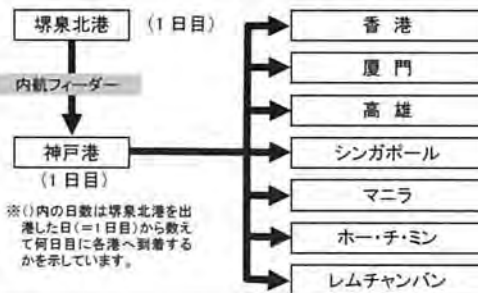 堺泉北港 (1日目)
内航フィーダー
神戸港
(1日目)
※()内の日数は堺泉北港を出
港した日(=1日目)から数え
て何日目に各港へ到着する
かを示しています。
香 港
厦 門
高 雄
シンガポール
マニラ
ホー・チ・ミン
レムチャンバン